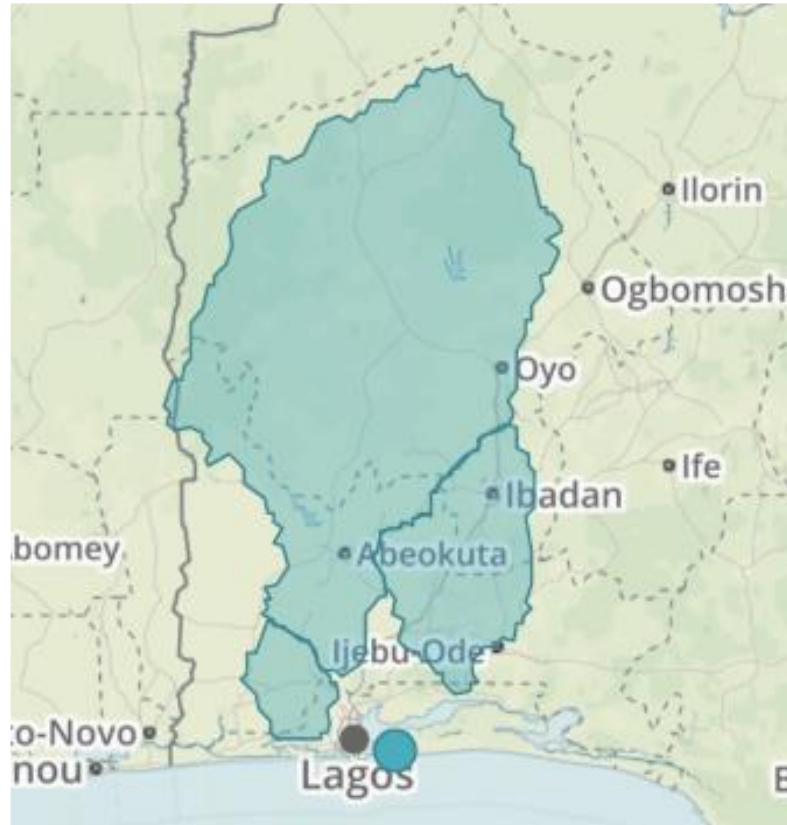 Ilorin
Ogbomosh
Oyo
Ife
Ibadan
bomey
Abeokuta
Ijebu-Ode
to-Novo
nou
Lagos